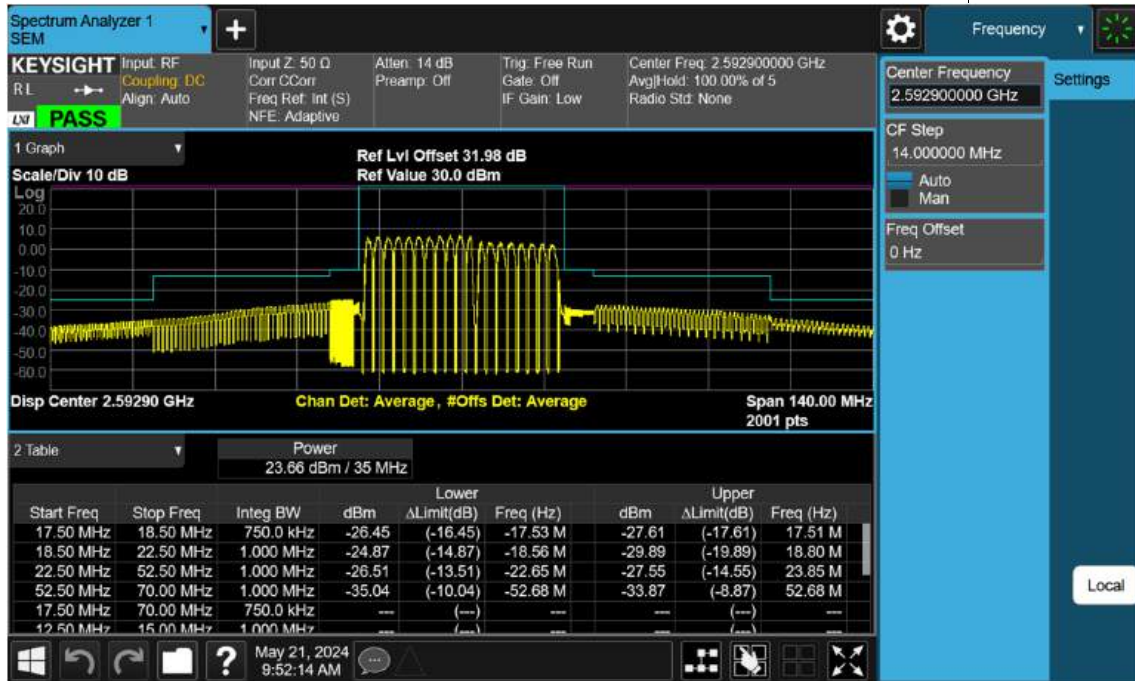 Spectrum Analyzer 1
SEM
+
Frequency
KEYSIGHT
RL
LXI PASS
Input: RF
Coupling: DC
Align: Auto
Input Z: 50 Ω
Corr CCorr
Freq Ref: Int (S)
NFE: Adaptive
Atten: 14 dB
Preamp: Off
Trig: Free Run
Gate: Off
IF Gain: Low
Center Freq: 2.592900000 GHz
Avg|Hold: 100.00% of 5
Radio Std: None
Center Frequency
2.592900000 GHz
Settings
CF Step
14.000000 MHz
Auto
Man
Freq Offset
0 Hz
Local
1 Graph
Ref Lvl Offset 31.98 dB
Scale/Div 10 dB
Ref Value 30.0 dBm
Log
20.0
10.0
0.00
-10.0
-20.0
-30.0
-40.0
-50.0
-60.0
Disp Center 2.59290 GHz
Chan Det: Average, #Offs Det: Average
Span 140.00 MHz
2001 pts
2 Table
Power
23.66 dBm / 35 MHz
Lower Upper
Start Freq Stop Freq Integ BW dBm ΔLimit(dB) Freq (Hz) dBm ΔLimit(dB) Freq (Hz)
17.50 MHz 18.50 MHz 750.0 kHz -26.45 (-16.45) -17.53 M -27.61 (-17.61) 17.51 M
18.50 MHz 22.50 MHz 1.000 MHz -24.87 (-14.87) -18.56 M -29.89 (-19.89) 18.80 M
22.50 MHz 52.50 MHz 1.000 MHz -26.51 (-13.51) -22.65 M -27.55 (-14.55) 23.85 M
52.50 MHz 70.00 MHz 1.000 MHz -35.04 (-10.04) -52.68 M -33.87 (-8.87) 52.68 M
17.50 MHz 70.00 MHz 750.0 kHz --- (---) --- --- (---) ---
12.50 MHz 15.00 MHz 1.000 MHz --- (---) --- --- (---) ---
?
May 21, 2024
9:52:14 AM